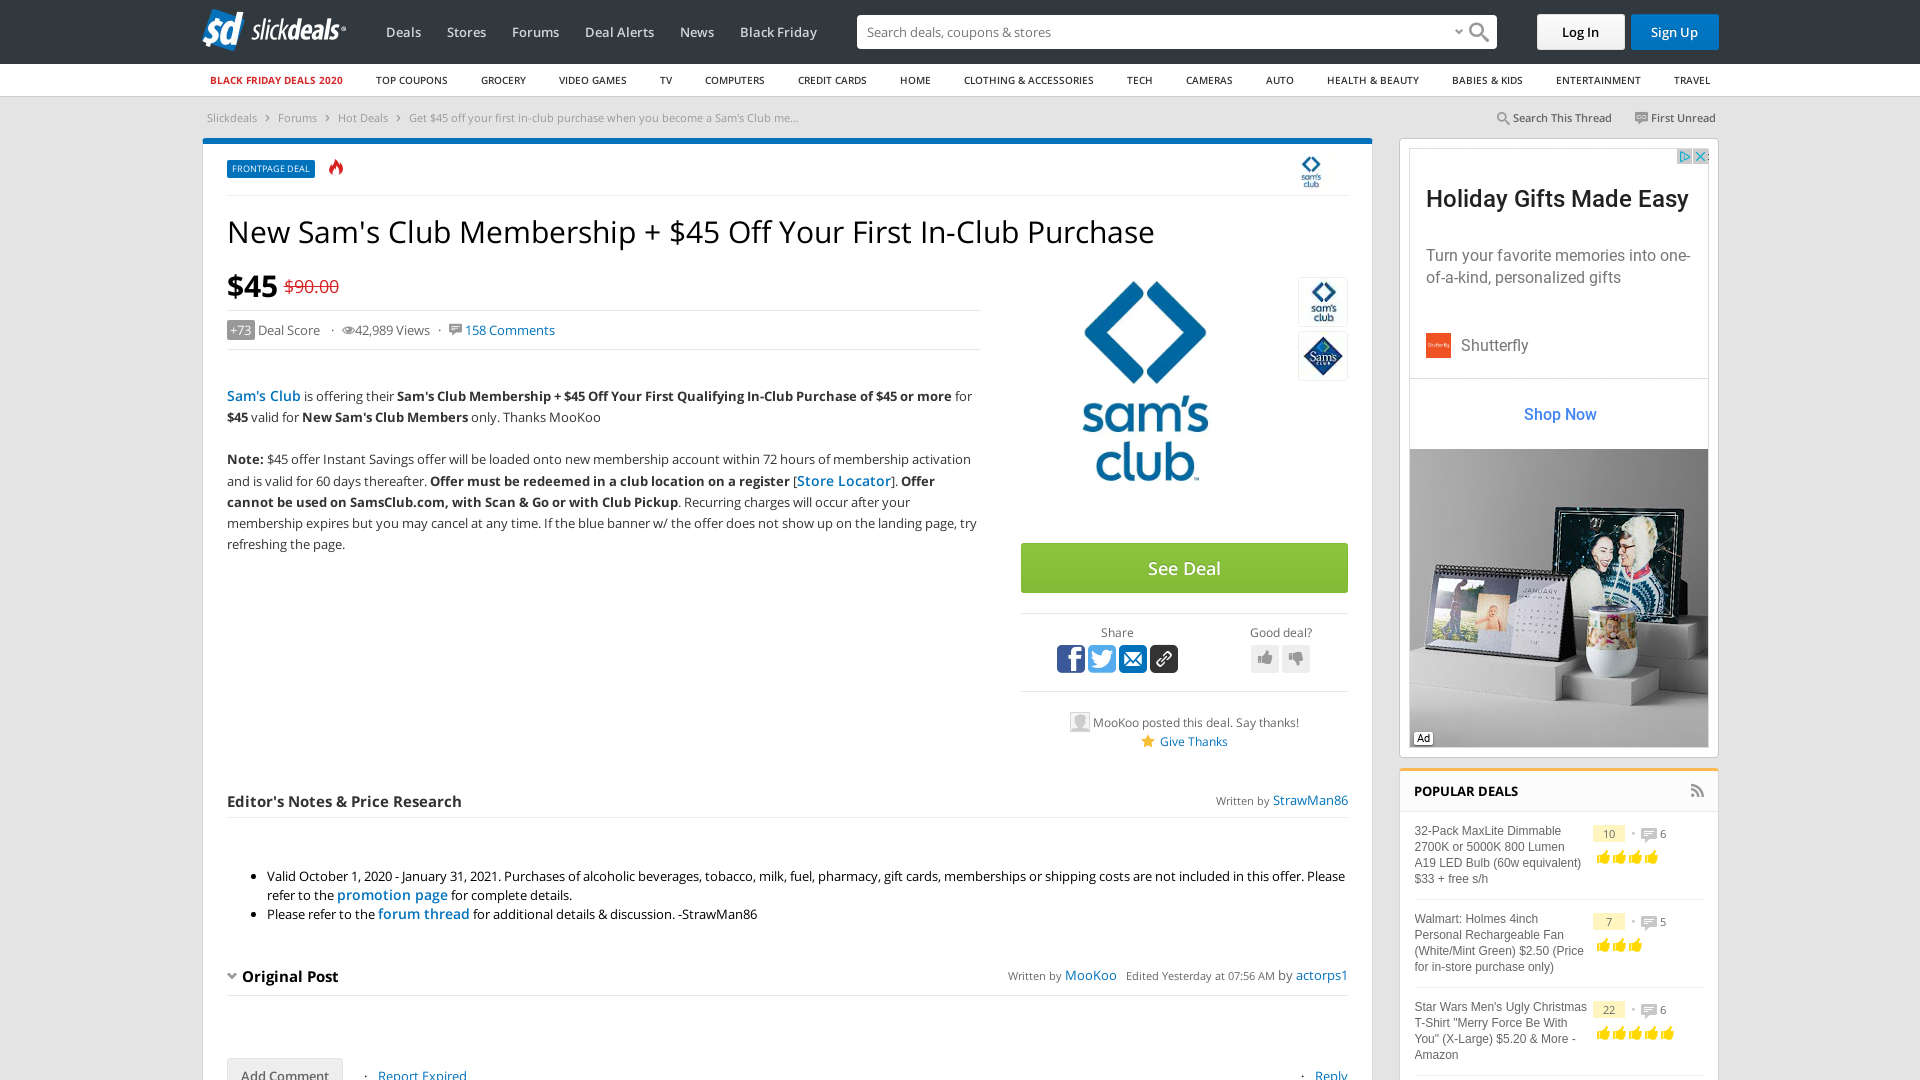 sd slickdeals
Deals Stores Forums Deal Alerts News Black Friday
Search deals, coupons & shopping
Log In Sign Up
BLACK FRIDAY DEALS 2020 TOP COUPONS GROCERY VIDEO GAMES TV COMPUTERS CREDIT CARDS HOME CLOTHING & ACCESSORIES TECH CAMERAS AUTO HEALTH & BEAUTY BABIES & KIDS ENTERTAINMENT TRAVEL
Slickdeals Forums Hot Deals Get $45 off your first in-club purchase when you become a Sam's Club me...
Search This Thread First Unread
FRONTPAGE DEAL
sam's club
New Sam's Club Membership + $45 Off Your First In-Club Purchase
$45 $90.00
+73 Deal Score · 42,989 Views · 158 Comments
Sam's Club is offering their Sam's Club Membership + $45 Off Your First Qualifying In-Club Purchase of $45 or more for
$45 valid for New Sam's Club Members only. Thanks MooKoo
Note: $45 offer Instant Savings offer will be loaded onto new membership account within 72 hours of membership activation
and is valid for 60 days thereafter. Offer must be redeemed in a club location on a register [Store Locator]. Offer
cannot be used on SamsClub.com, with Scan & Go or with Club Pickup. Recurring charges will occur after your
membership expires but you may cancel at any time. If the blue banner w/ the offer does not show up on the landing page, try
refreshing the page.
sam's
club™
sam's
club
Sam's
CLUB
See Deal
Share Good deal?
MooKoo posted this deal. Say thanks!
Give Thanks
Editor's Notes & Price Research
Written by StrawMan86
• Valid October 1, 2020 - January 31, 2021. Purchases of alcoholic beverages, tobacco, milk, fuel, pharmacy, gift cards, memberships or shipping costs are not included in this offer. Please
refer to the promotion page for complete details.
• Please refer to the forum thread for additional details & discussion. -StrawMan86
Original Post
Written by MooKoo Edited Yesterday at 07:56 AM by actorps1
Add Comment · Report Expired
· Reply
Holiday Gifts Made Easy
Turn your favorite memories into one-
of-a-kind, personalized gifts
Shutterfly
Shop Now
JANUARY
Ad
POPULAR DEALS
32-Pack MaxLite Dimmable
2700K or 5000K 800 Lumen
A19 LED Bulb (60w equivalent)
$33 + free s/h
10 • 6
Walmart: Holmes 4inch
Personal Rechargeable Fan
(White/Mint Green) $2.50 (Price
for in-store purchase only)
7 • 5
Star Wars Men's Ugly Christmas
T-Shirt "Merry Force Be With
You" (X-Large) $5.20 & More -
Amazon
22 • 6